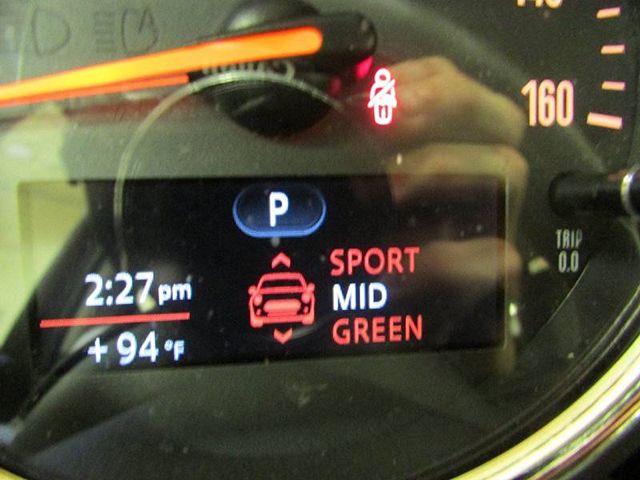 160
P
TRIP
0.0
SPORT
2:27 pm
MID
GREEN
+94 °F